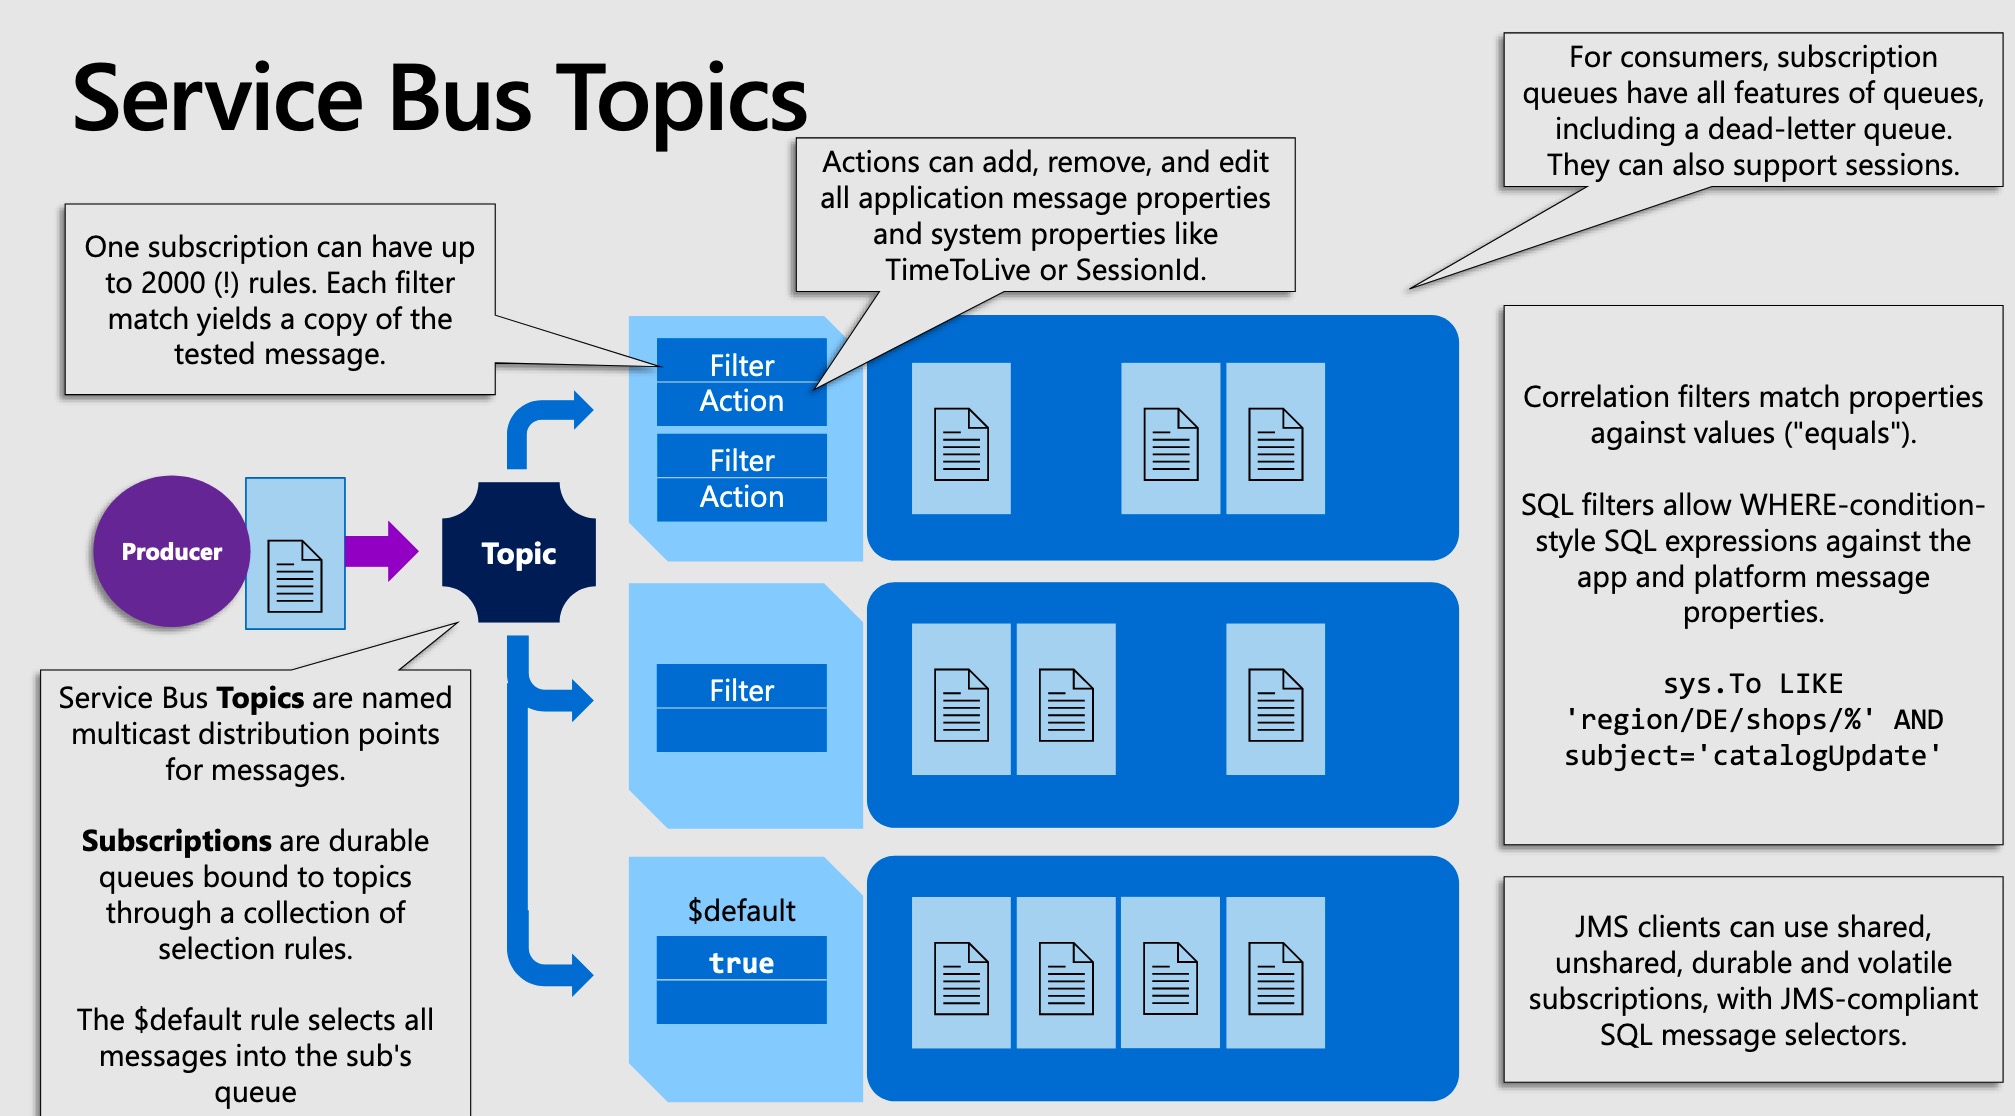 Service Bus Topics
For consumers, subscription
queues have all features of queues,
including a dead-letter queue.
They can also support sessions.
Actions can add, remove, and edit
all application message properties
and system properties like
TimeToLive or SessionId.
One subscription can have up
to 2000 (!) rules. Each filter
match yields a copy of the
tested message.
Filter
Action
Filter
Action
Correlation filters match properties
against values ("equals").
SQL filters allow WHERE-condition-
style SQL expressions against the
app and platform message
properties.
sys.To LIKE
'region/DE/shops/%' AND
subject='catalogUpdate'
Producer
Topic
Service Bus Topics are named
multicast distribution points
for messages.
Subscriptions are durable
queues bound to topics
through a collection of
selection rules.
The $default rule selects all
messages into the sub's
queue
Filter
$default
true
JMS clients can use shared,
unshared, durable and volatile
subscriptions, with JMS-compliant
SQL message selectors.